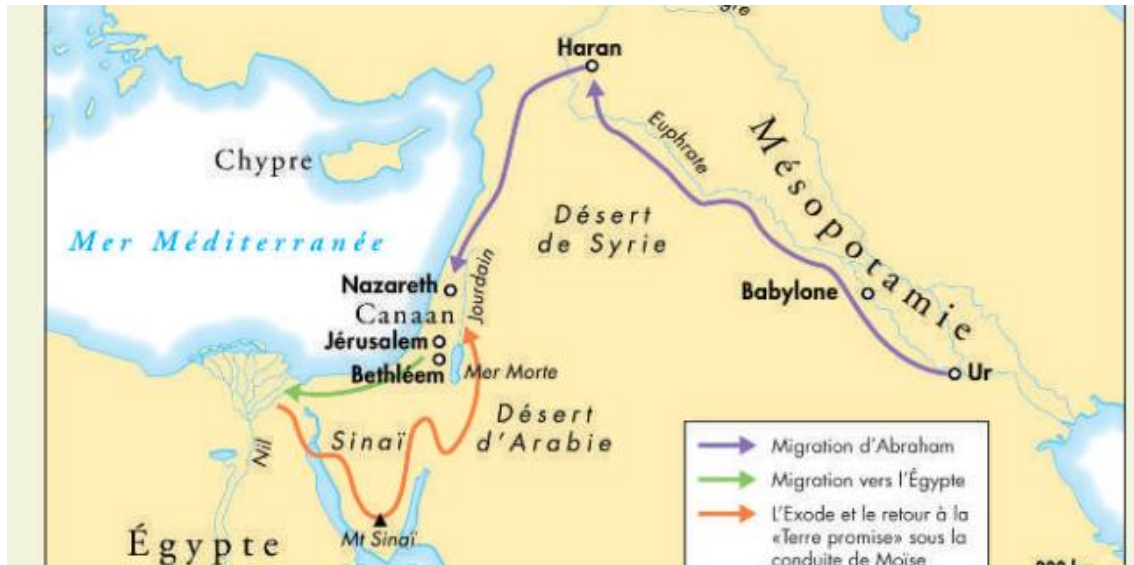 Haran
Euphrate
Mésopotamie
Chypre
Désert
de Syrie
Mer Méditerranée
Nazareth
Jourdain
Babylone
Canaan
Jérusalem
Bethléem
Mer Morte
Ur
Désert
d'Arabie
Sinaï
Nil
Mt Sinaï
Égypte
Migration d'Abraham
Migration vers l'Égypte
L'Exode et le retour à la
«Terre promise» sous la
conduite de Moïse